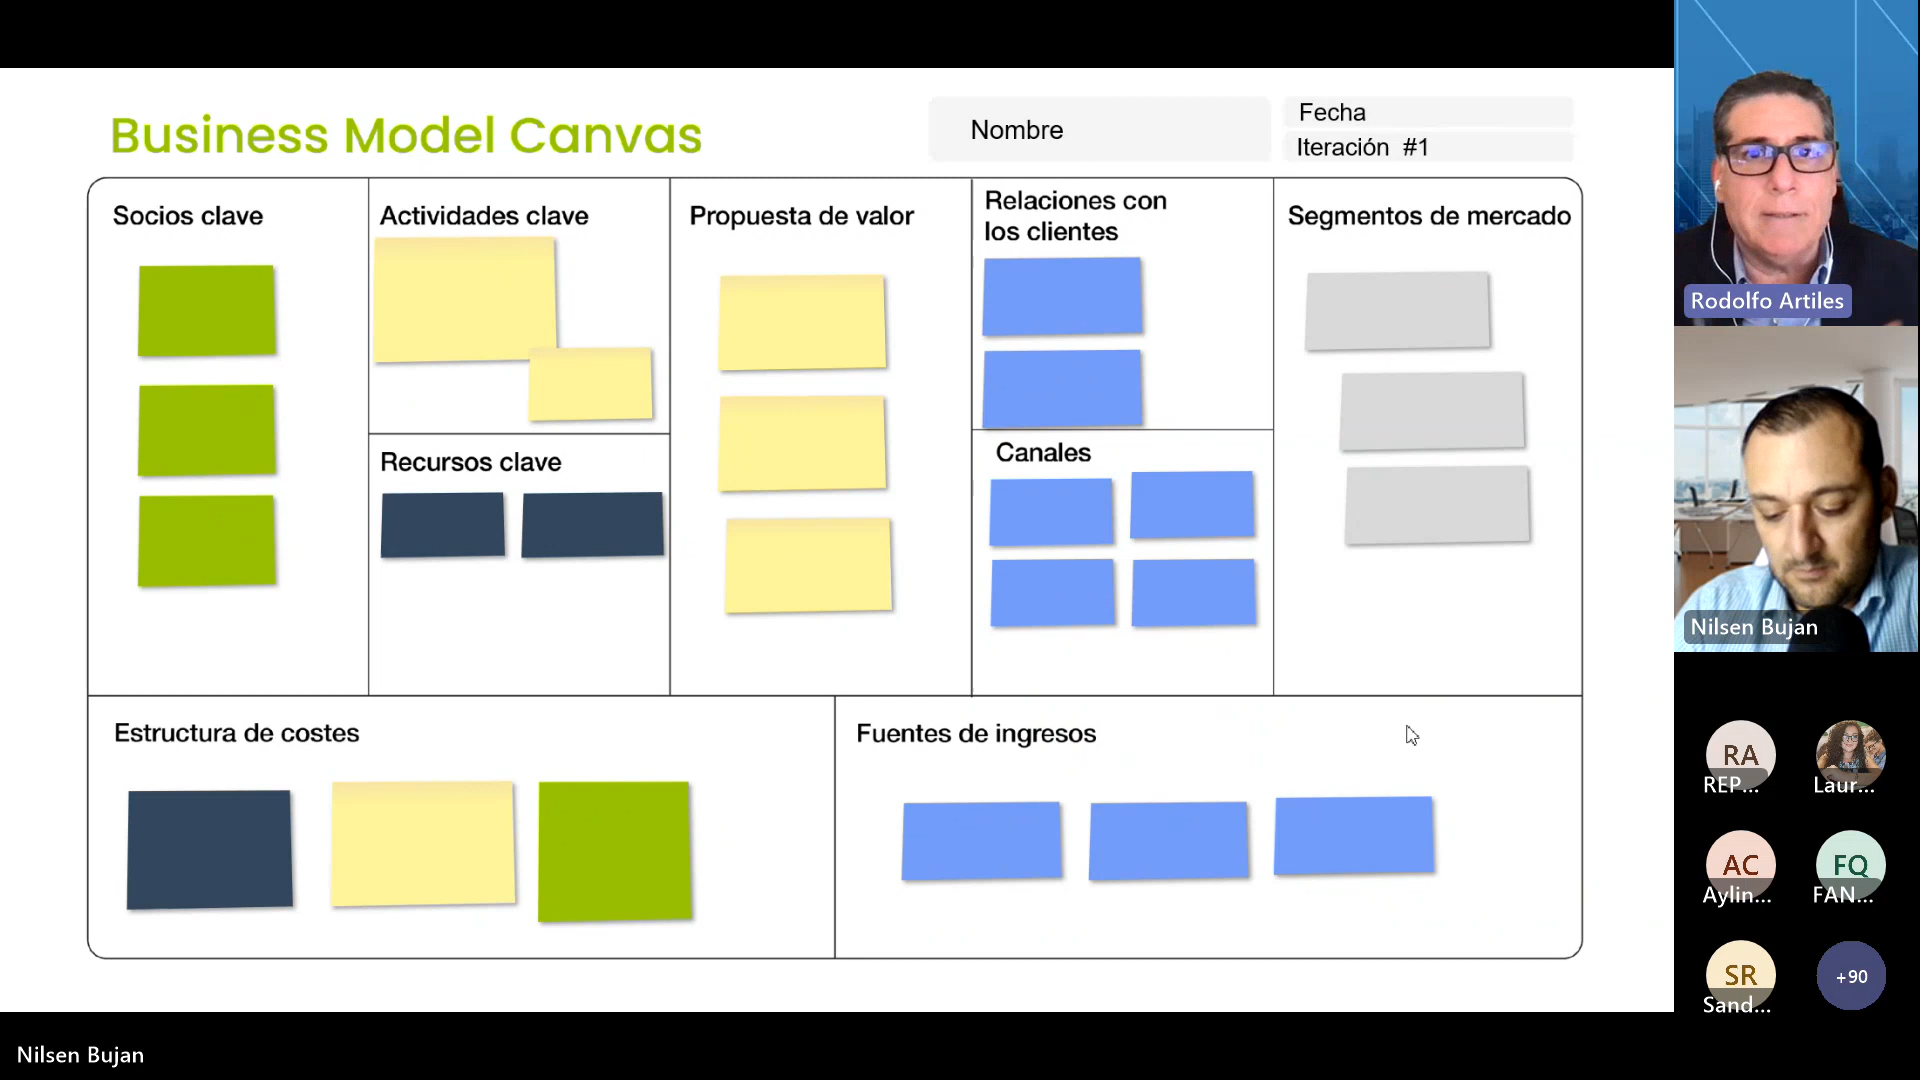 Business Model Canvas
Nombre
Fecha
Iteración #1
Socios clave
Actividades clave
Propuesta de valor
Relaciones con
los clientes
Segmentos de mercado
Recursos clave
Canales
Estructura de costes
Fuentes de ingresos
Rodolfo Artiles
Nilsen Bujan
RA
REP...
Laur...
AC
Aylin...
FQ
FAN...
SR
Sand...
+90
Nilsen Bujan